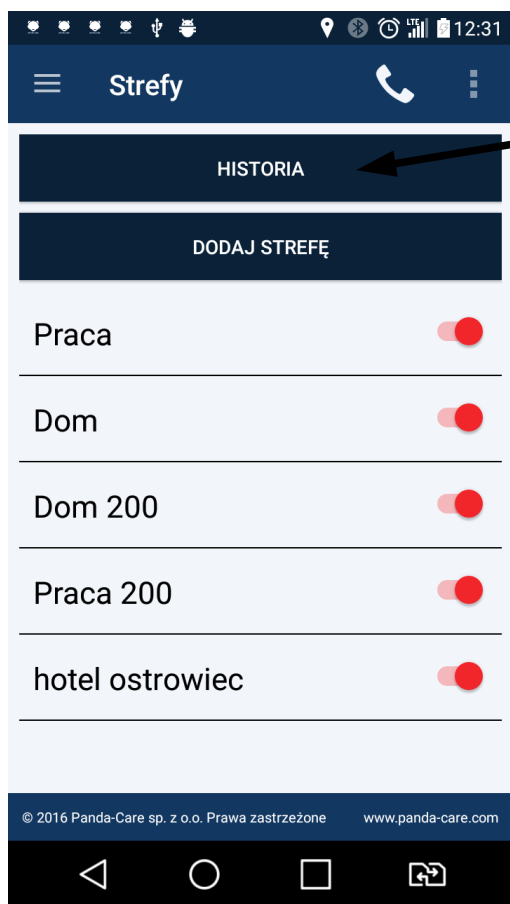 LTE 12:31
Strefy
HISTORIA
DODAJ STREFĘ
Praca
Dom
Dom 200
Praca 200
hotel ostrowiec
© 2016 Panda-Care sp. z o.o. Prawa zastrzeżone www.panda-care.com